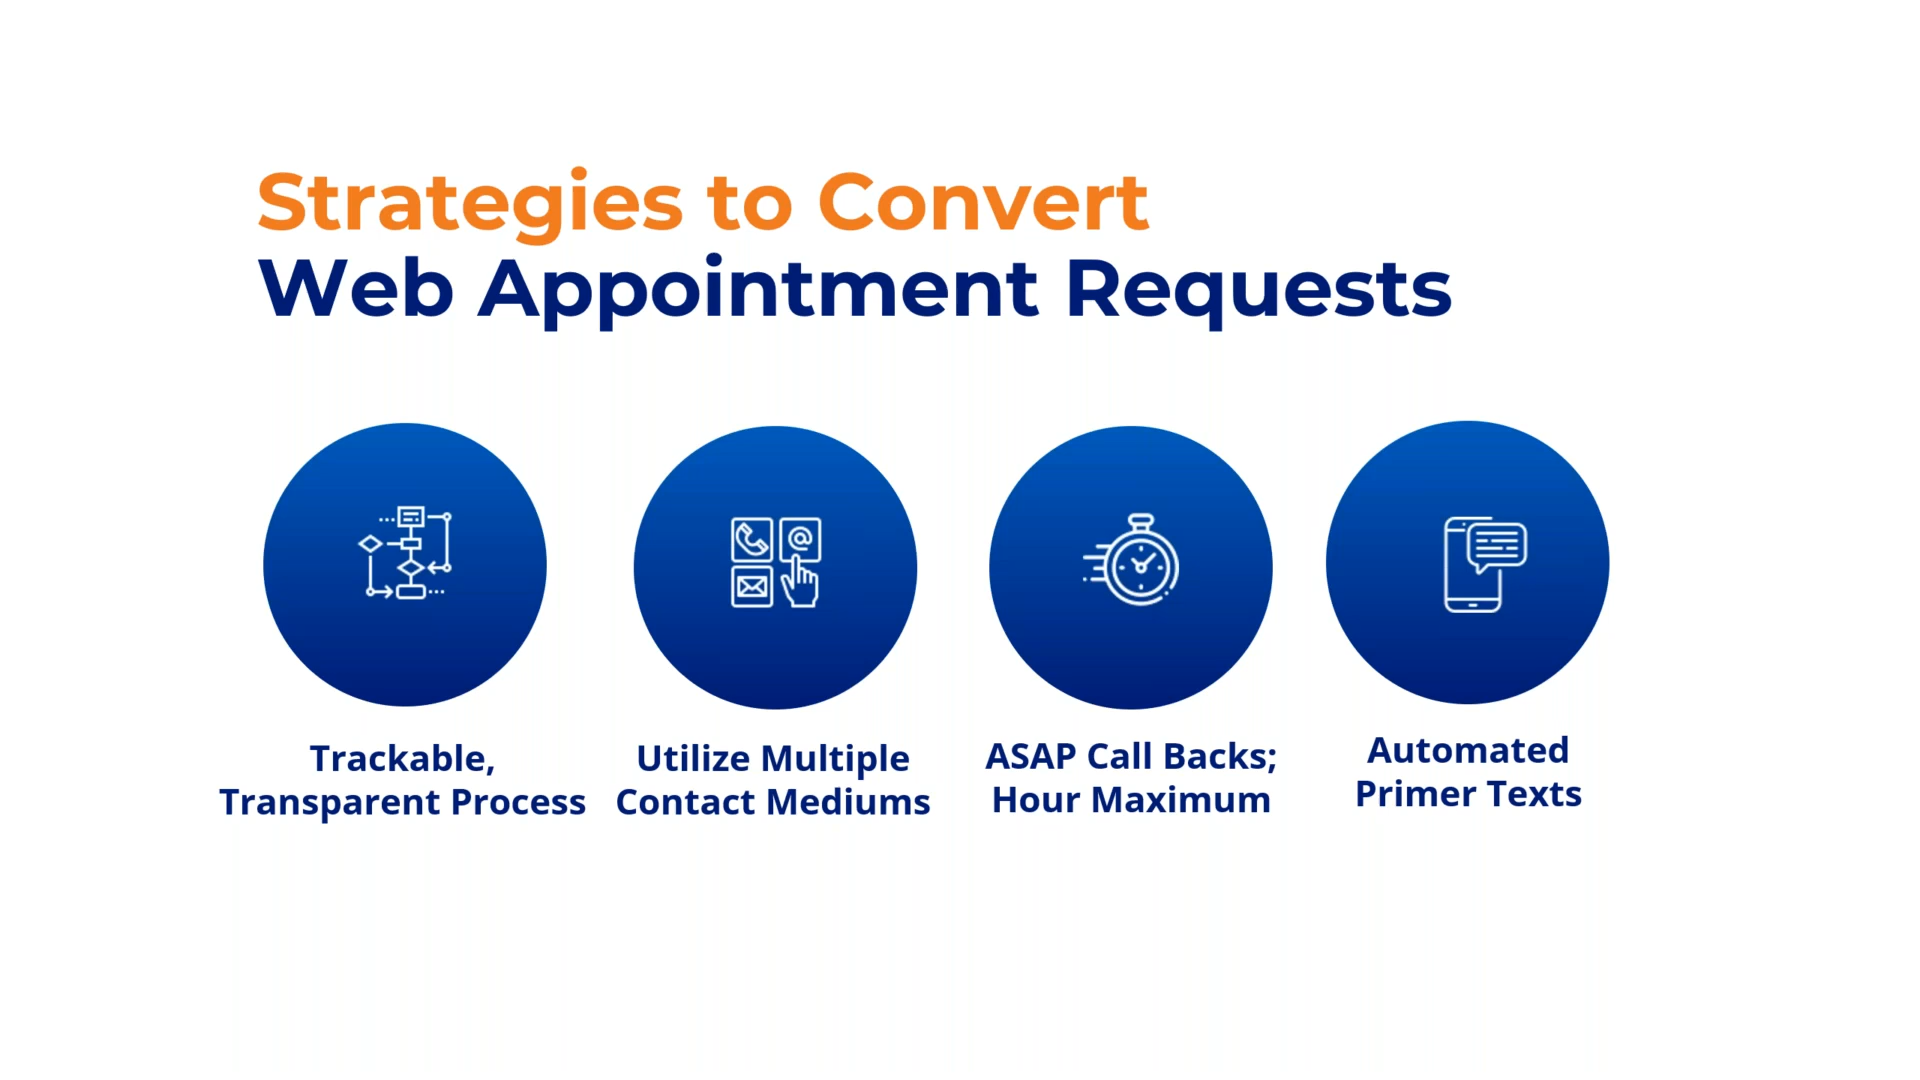 Strategies to Convert
Web Appointment Requests
@
Trackable,
Transparent Process
Utilize Multiple
Contact Mediums
ASAP Call Backs;
Hour Maximum
Automated
Primer Texts